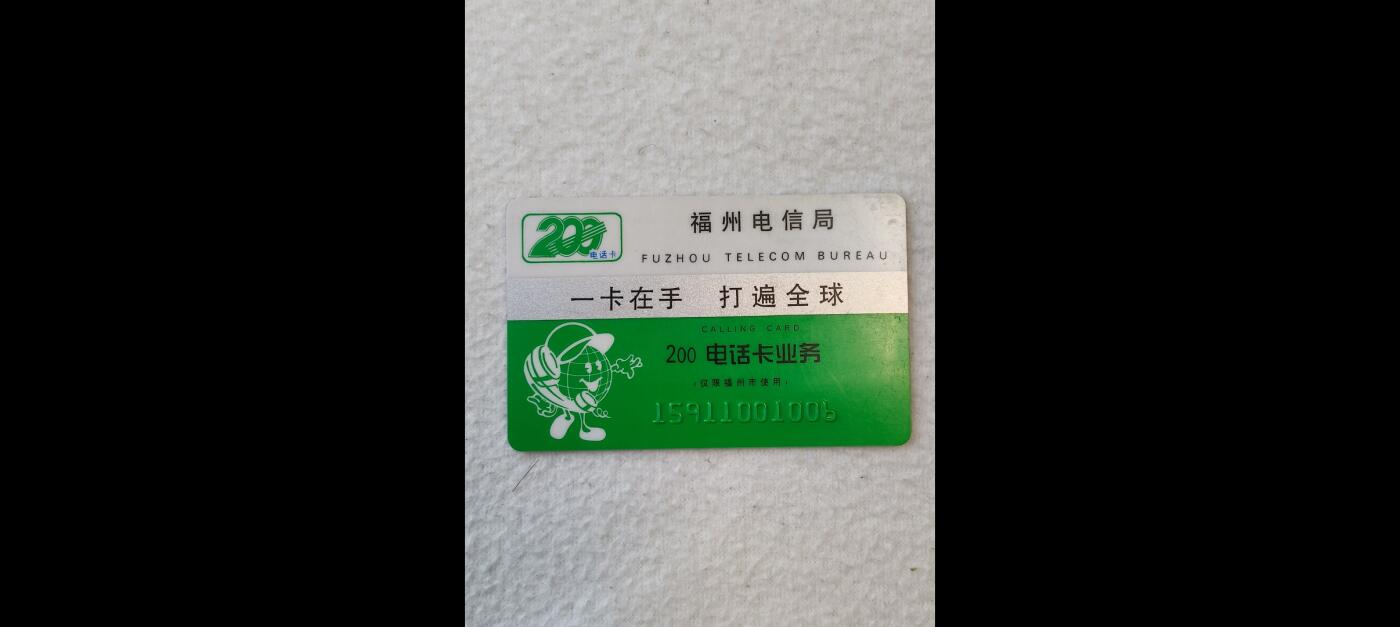 200
电话卡
福州电信局
FUZHOU TELECOM BUREAU
一卡在手 打遍全球
CALLING CARD
200 电话卡业务
(仅限福州市使用)
15911001006